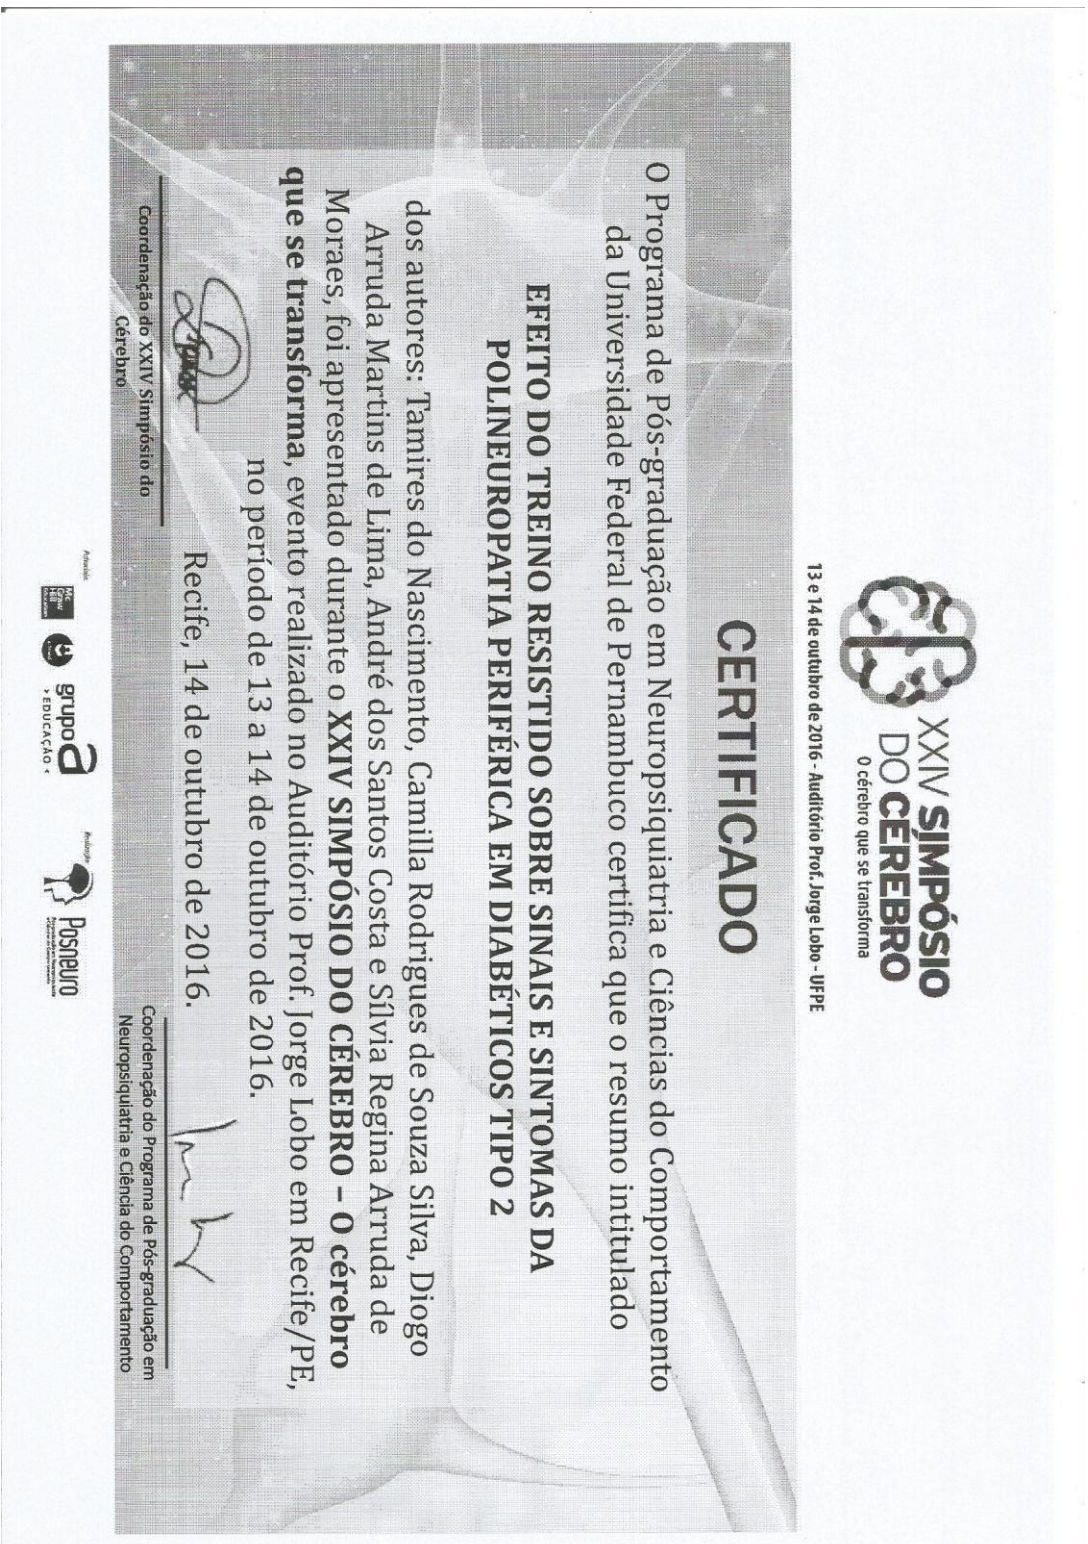 XXIV SIMPÓSIO
DO CÉREBRO
O cérebro que se transforma
13 e 14 de outubro de 2016 - Auditório Prof. Jorge Lobo - UFPE
CERTIFICADO
O Programa de Pós-graduação em Neuropsiquiatria e Ciências do Comportamento
da Universidade Federal de Pernambuco certifica que o resumo intitulado
EFEITO DO TREINO RESISTIDO SOBRE SINAIS E SINTOMAS DA
POLINEUROPATIA PERIFÉRICA EM DIABÉTICOS TIPO 2
dos autores: Tamires do Nascimento, Camilla Rodrigues de Souza Silva, Diogo
Arruda Martins de Lima, André dos Santos Costa e Sílvia Regina Arruda de
Moraes, foi apresentado durante o XXIV SIMPÓSIO DO CÉREBRO – O cérebro
que se transforma, evento realizado no Auditório Prof. Jorge Lobo em Recife/PE,
no período de 13 a 14 de outubro de 2016.
Recife, 14 de outubro de 2016.
Coordenação do XXIV Simpósio do
Cérebro
Coordenação do Programa de Pós-graduação em
Neuropsiquiatria e Ciência do Comportamento
Mc
Graw
Hill
Education
grupo a
EDUCAÇÃO
Realização
Posneuro